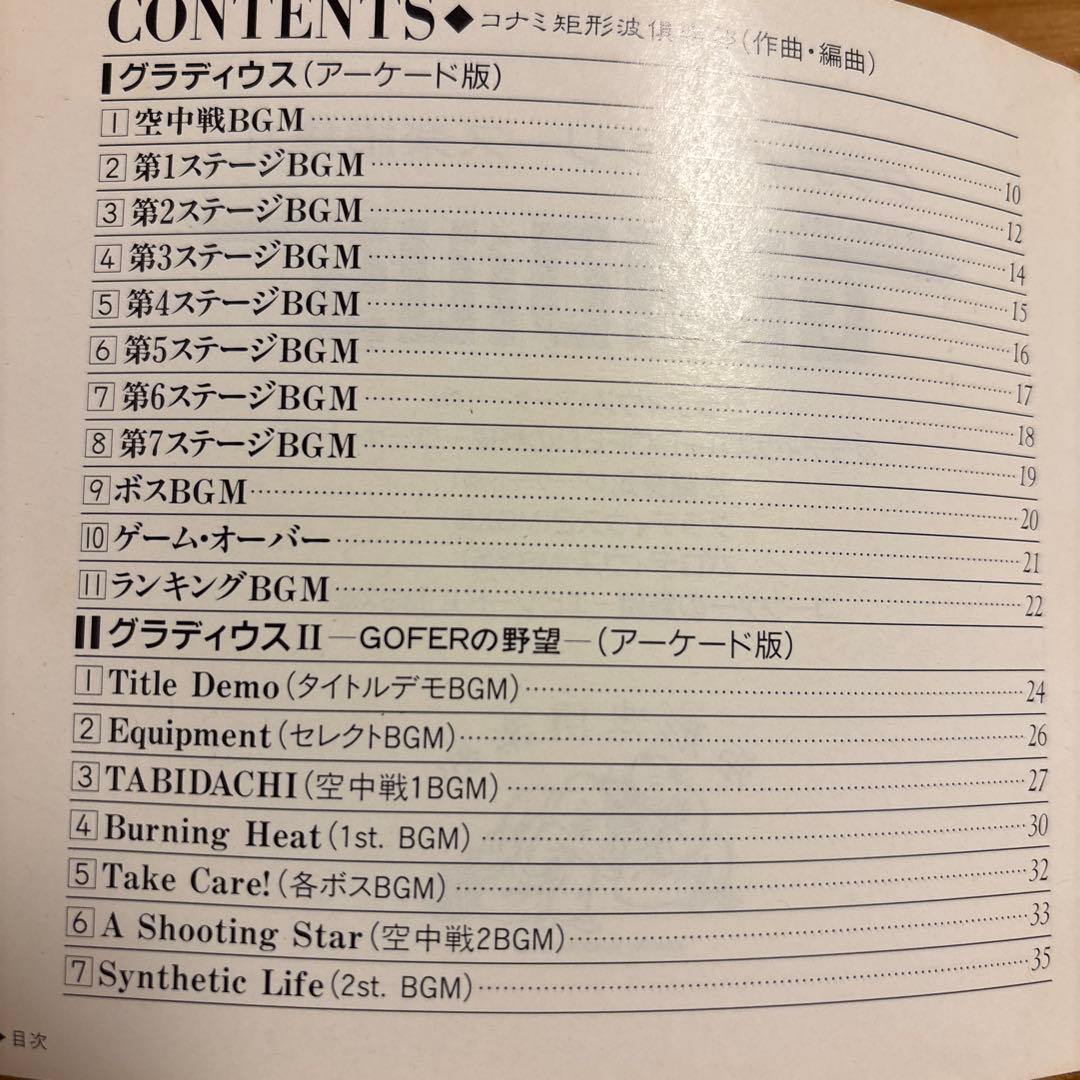 CONTENTS◆コナミ矩形波倶(作曲・編曲)
I グラディウス(アーケード版)
1 空中戦BGM……10
2 第1ステージBGM……12
3 第2ステージBGM……14
4 第3ステージBGM……15
5 第4ステージBGM……16
6 第5ステージBGM……17
7 第6ステージBGM……18
8 第7ステージBGM……19
9 ボスBGM……20
10 ゲーム・オーバー……21
11 ランキングBGM……22
II グラディウスII—GOFERの野望—(アーケード版)
1 Title Demo(タイトルデモBGM)……24
2 Equipment(セレクトBGM)……26
3 TABIDACHI(空中戦1BGM)……27
4 Burning Heat(1st. BGM)……30
5 Take Care!(各ボスBGM)……32
6 A Shooting Star(空中戦2BGM)……33
7 Synthetic Life(2st. BGM)……35
◆目次